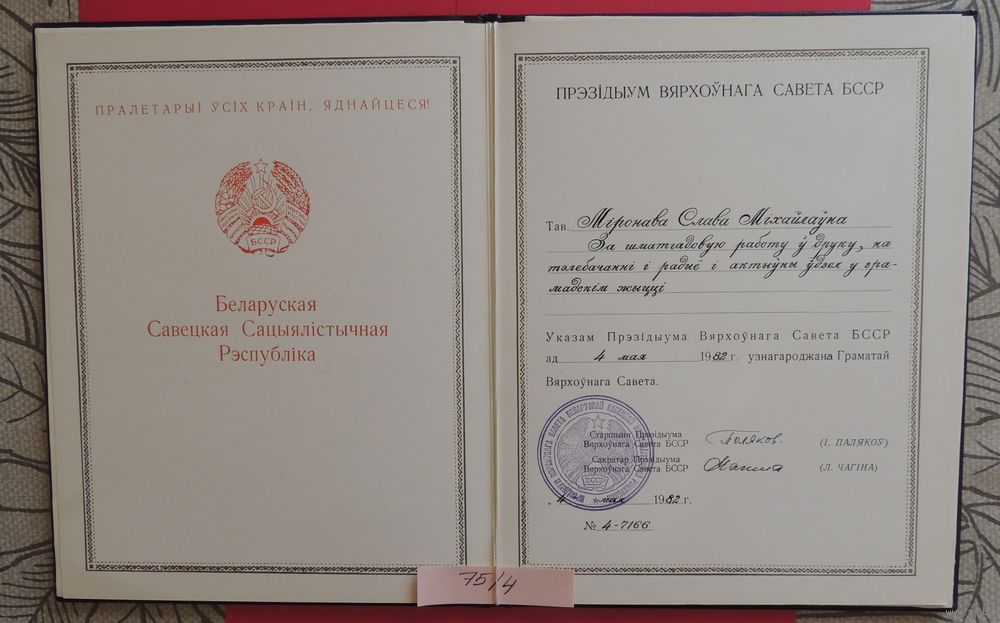 ПРАЛЕТАРЫІ ЎСІХ КРАІН, ЯДНАЙЦЕСЯ!
БССР
Беларуская
Савецкая Сацыялістычная
Рэспубліка
ПРЭЗІДЫУМ ВЯРХОЎНАГА САВЕТА БССР
Тав. Міронава Слава Міхайлаўна
За шматгадовую работу ў друку, на
тэлебачанні і радыё і актыўны ўдзел у гра-
мадскім жыцці
Указам Прэзідыума Вярхоўнага Савета БССР
ад 4 мая 1982 г. узнагароджана Граматай
Вярхоўнага Савета.
Старшыня Прэзідыума
Вярхоўнага Савета БССР
(І. ПАЛЯКОЎ)
Сакратар Прэзідыума
Вярхоўнага Савета БССР
(Л. ЧАГІНА)
БССР
„ 4 мая 1982 г.
№ 4-7166
75/4